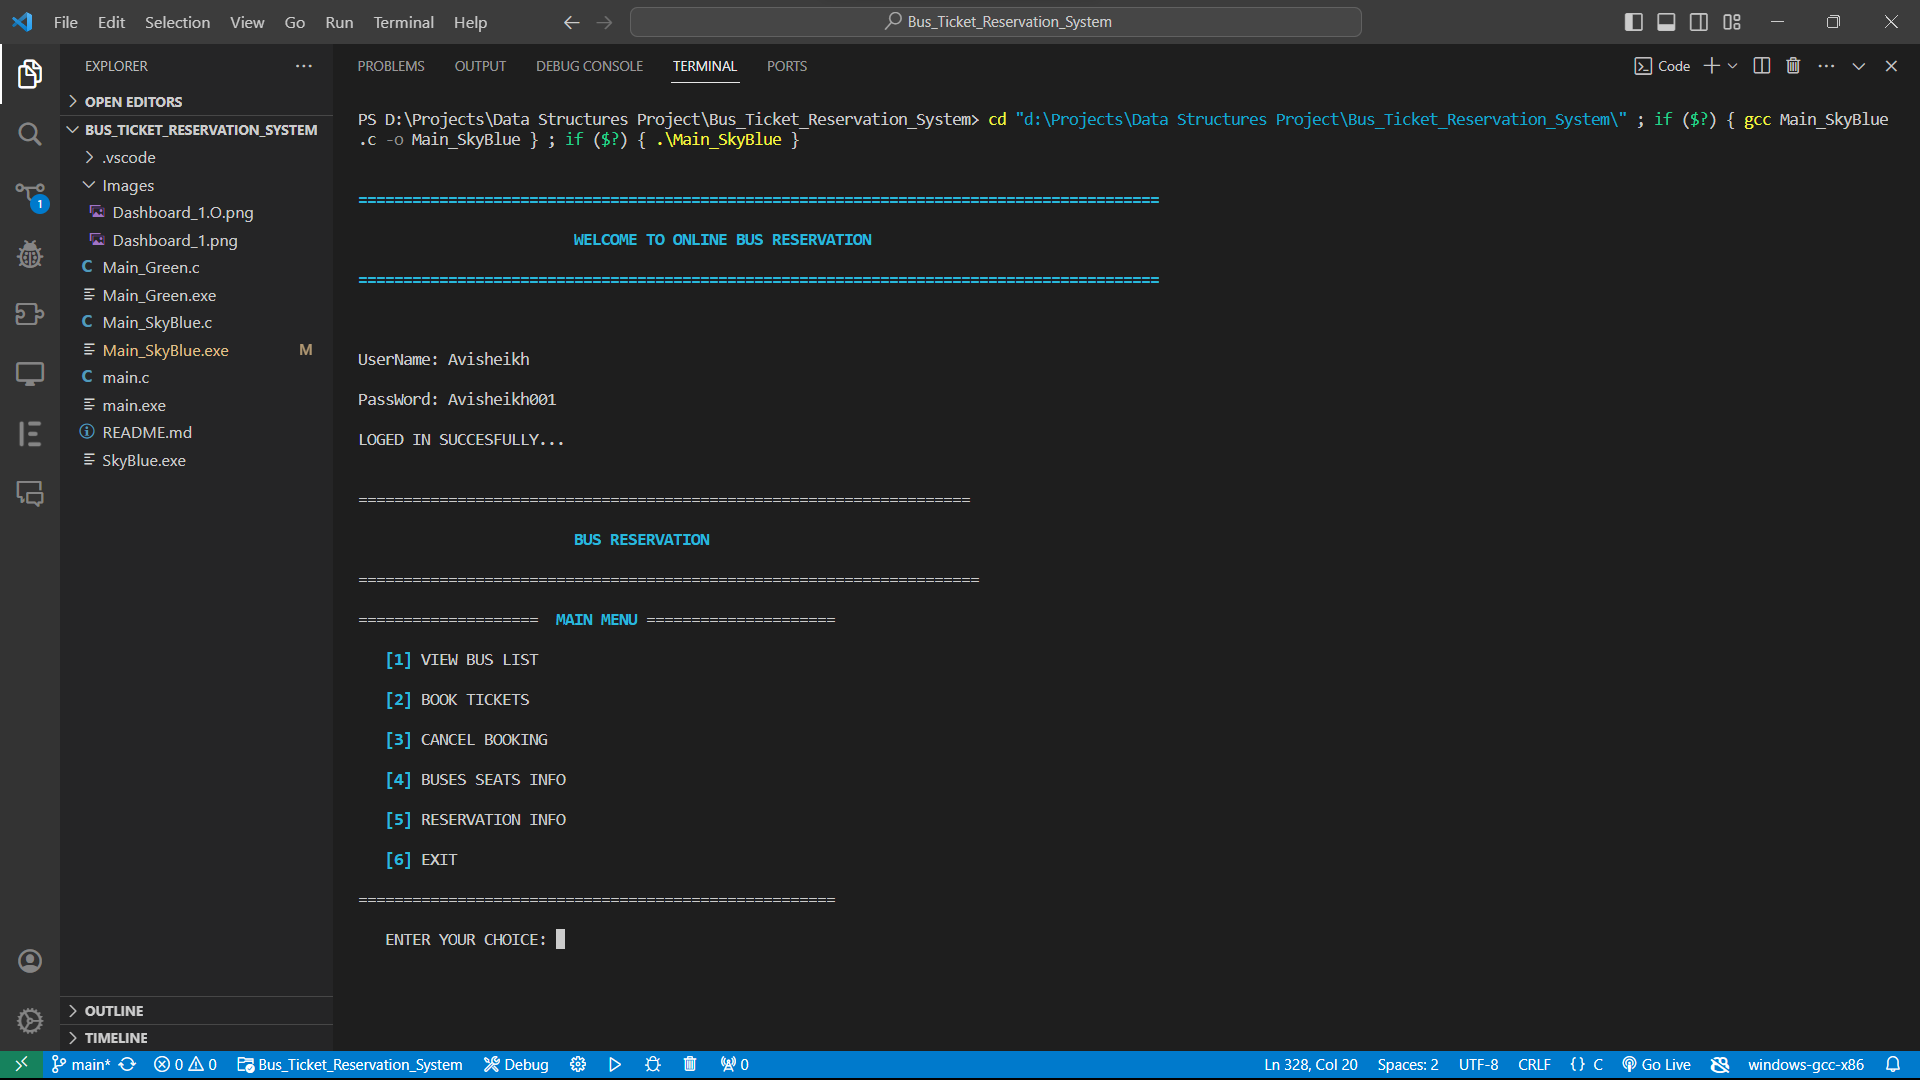 File Edit Selection View Go Run Terminal Help
Bus_Ticket_Reservation_System
EXPLORER
OPEN EDITORS
BUS_TICKET_RESERVATION_SYSTEM
.vscode
Images
Dashboard_1.O.png
Dashboard_1.png
C Main_Green.c
Main_Green.exe
C Main_SkyBlue.c
Main_SkyBlue.exe M
C main.c
main.exe
README.md
SkyBlue.exe
OUTLINE
TIMELINE
1
PROBLEMS OUTPUT DEBUG CONSOLE TERMINAL PORTS
Code
PS D:\Projects\Data Structures Project\Bus_Ticket_Reservation_System> cd "d:\Projects\Data Structures Project\Bus_Ticket_Reservation_System\" ; if ($?) { gcc Main_SkyBlue
.c -o Main_SkyBlue } ; if ($?) { .\Main_SkyBlue }
=========================================================================================
WELCOME TO ONLINE BUS RESERVATION
=========================================================================================
UserName: Avisheikh
PassWord: Avisheikh001
LOGED IN SUCCESFULLY...
====================================================================
BUS RESERVATION
=====================================================================
==================== MAIN MENU =====================
[1] VIEW BUS LIST
[2] BOOK TICKETS
[3] CANCEL BOOKING
[4] BUSES SEATS INFO
[5] RESERVATION INFO
[6] EXIT
=====================================================
ENTER YOUR CHOICE:
main* 0 0 Bus_Ticket_Reservation_System Debug 0 Ln 328, Col 20 Spaces: 2 UTF-8 CRLF {} C Go Live windows-gcc-x86